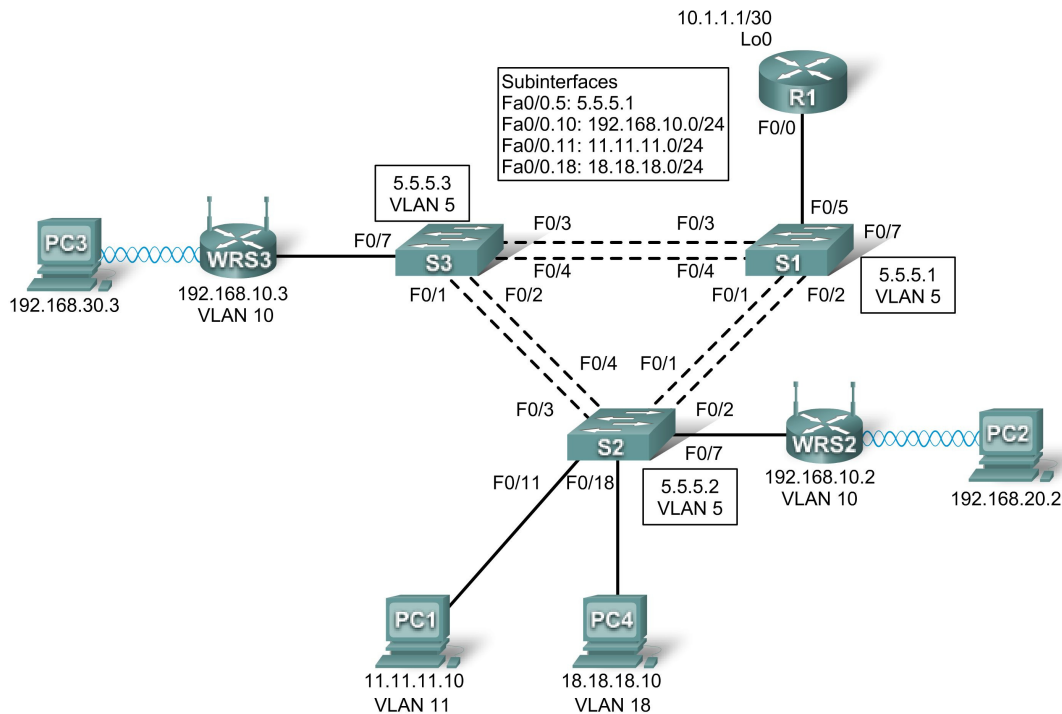 10.1.1.1/30
Lo0
R1
F0/0
Subinterfaces
Fa0/0.5: 5.5.5.1
Fa0/0.10: 192.168.10.0/24
Fa0/0.11: 11.11.11.0/24
Fa0/0.18: 18.18.18.0/24
5.5.5.3
VLAN 5
F0/5
PC3
WRS3
F0/7
S3
F0/3
F0/3
S1
F0/7
F0/4
F0/4
192.168.30.3
192.168.10.3
VLAN 10
F0/1
F0/2
F0/1
F0/2
5.5.5.1
VLAN 5
F0/4
F0/1
F0/3
F0/2
S2
WRS2
PC2
F0/7
F0/11
F0/18
5.5.5.2
VLAN 5
192.168.10.2
VLAN 10
192.168.20.2
PC1
PC4
11.11.11.10
VLAN 11
18.18.18.10
VLAN 18